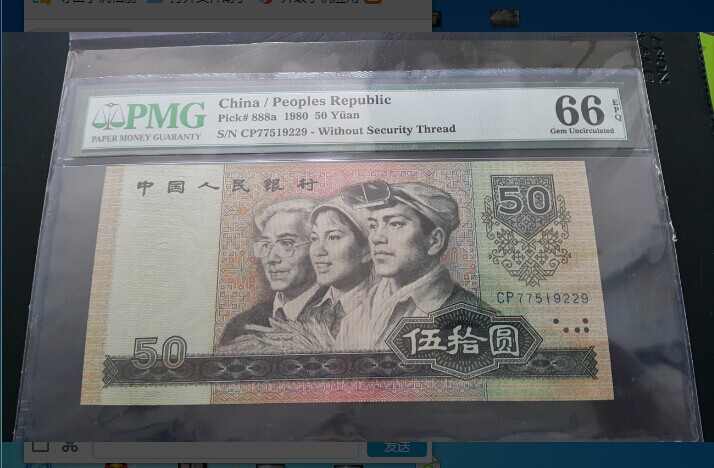 PMG
PAPER MONEY GUARANTY
China / Peoples Republic
Pick# 888a 1980 50 Yüan
S/N CP77519229 - Without Security Thread
66
EPQ
Gem Uncirculated
中国人民银行
50
CP77519229
50
伍拾圆
发送